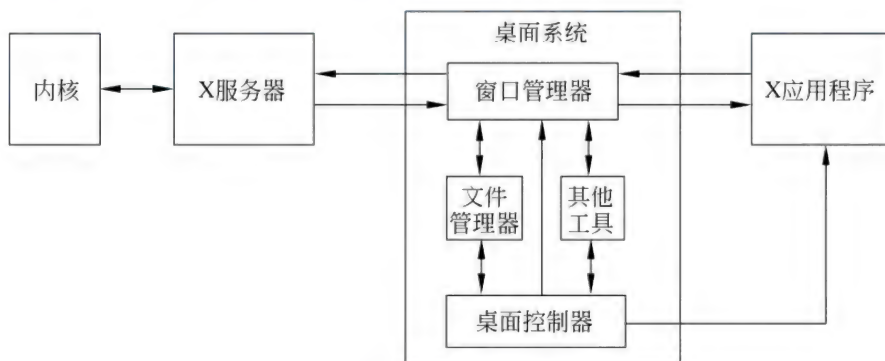 桌面系统
内核
X服务器
窗口管理器
X应用程序
文件
管理器
其他
工具
桌面控制器